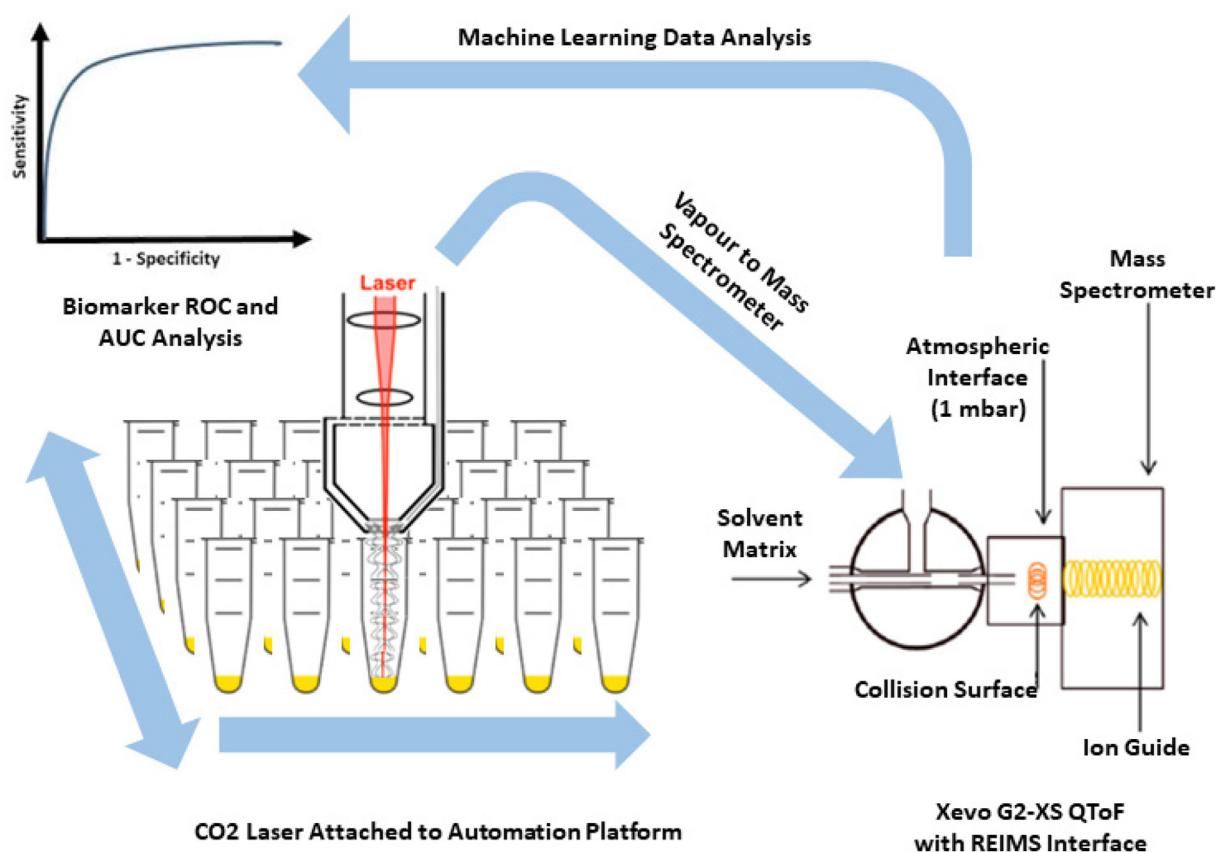 Machine Learning Data Analysis
Sensitivity
1 - Specificity
Biomarker ROC and
AUC Analysis
Laser
Vapour to Mass
Spectrometer
Mass
Spectrometer
Atmospheric
Interface
(1 mbar)
Solvent
Matrix
Collision Surface
Ion Guide
CO2 Laser Attached to Automation Platform
Xevo G2-XS QToF
with REIMS Interface